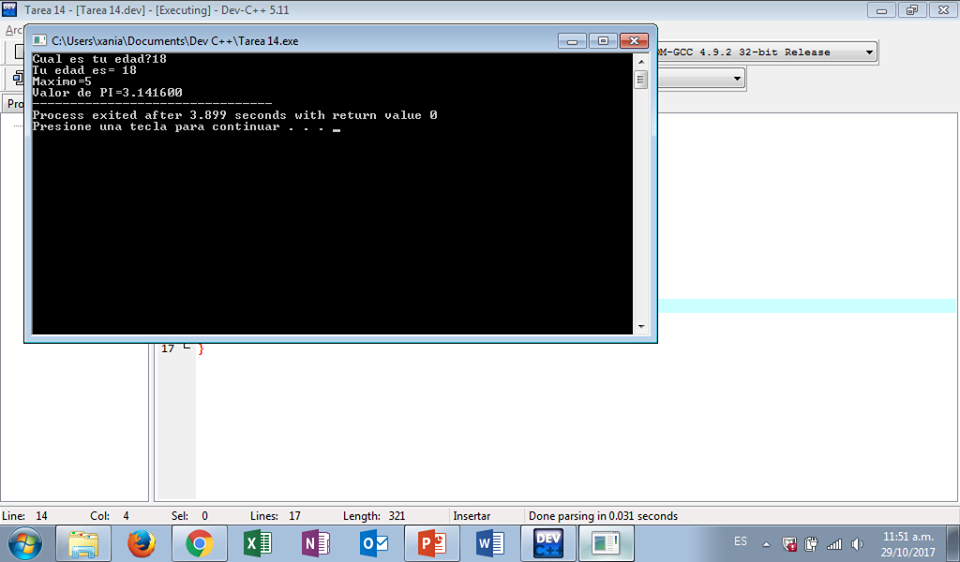 Tarea 14 - [Tarea 14.dev] - [Executing] - Dev-C++ 5.11
C:\Users\xania\Documents\Dev C++\Tarea 14.exe
Cual es tu edad?18
Tu edad es= 18
Maximo=5
Valor de PI=3.141600
--------------------------------
Process exited after 3.899 seconds with return value 0
Presione una tecla para continuar . . .
M-GCC 4.9.2 32-bit Release
17 }
Line: 14 Col: 4 Sel: 0 Lines: 17 Length: 321 Insertar Done parsing in 0.031 seconds
DEV C++
ES
11:51 a.m.
29/10/2017